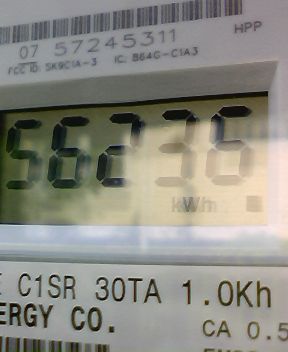 07 57245311 HPP
FCC ID: SK9C1A-3 IC: 864G-C1A3
56236
kWh
C1SR 30TA 1.0Kh
ERGY CO.
CA 0.5